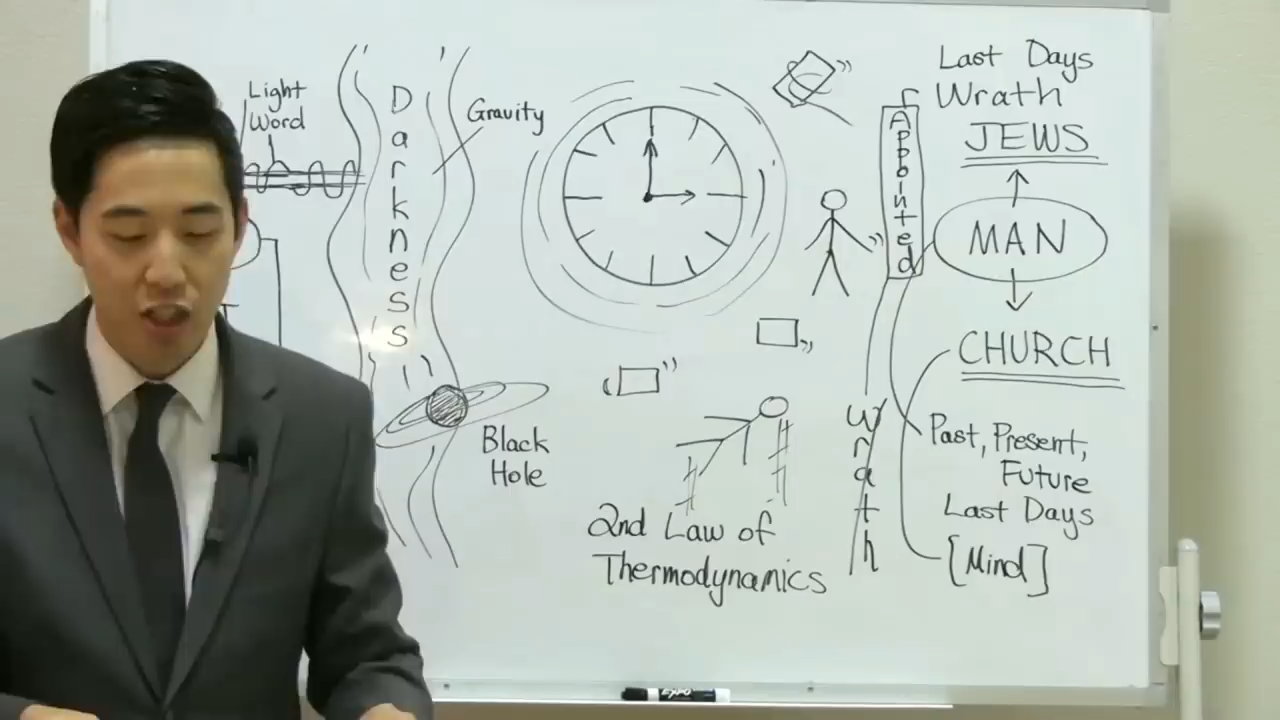 Light
Word
Darkness
Gravity
Black
Hole
2nd Law of
Thermodynamics
Appointed
Wrath
Last Days
Wrath
JEWS
MAN
CHURCH
Past, Present,
Future
Last Days
[Mind]
EXPO